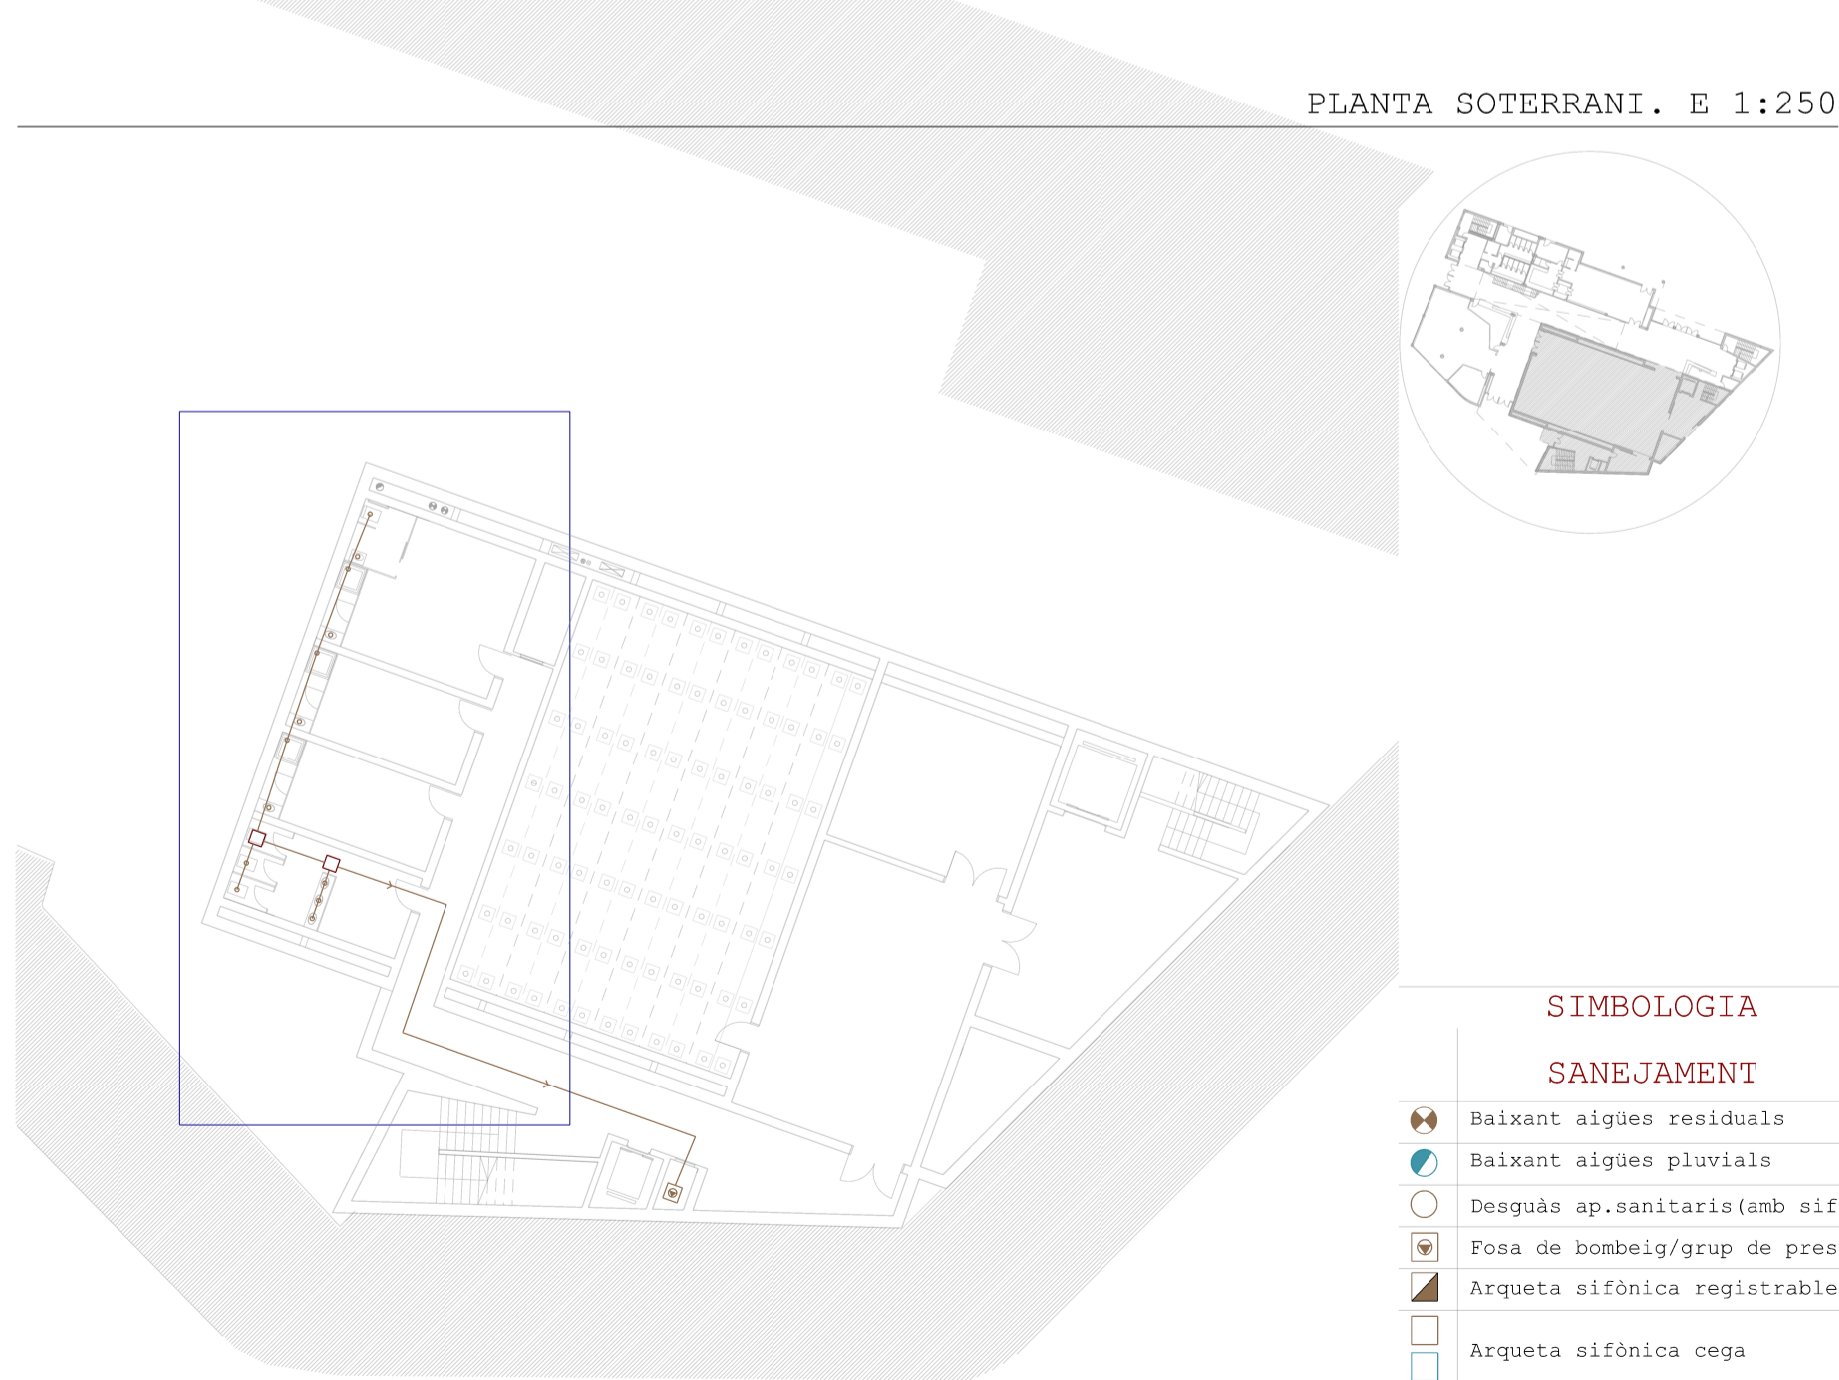 PLANTA SOTERRANI. E 1:250
SIMBOLOGIA
SANEJAMENT
Baixant aigües residuals
Baixant aigües pluvials
Desguàs ap.sanitaris(amb sif
Fosa de bombeig/grup de pres
Arqueta sifònica registrable
Arqueta sifònica cega